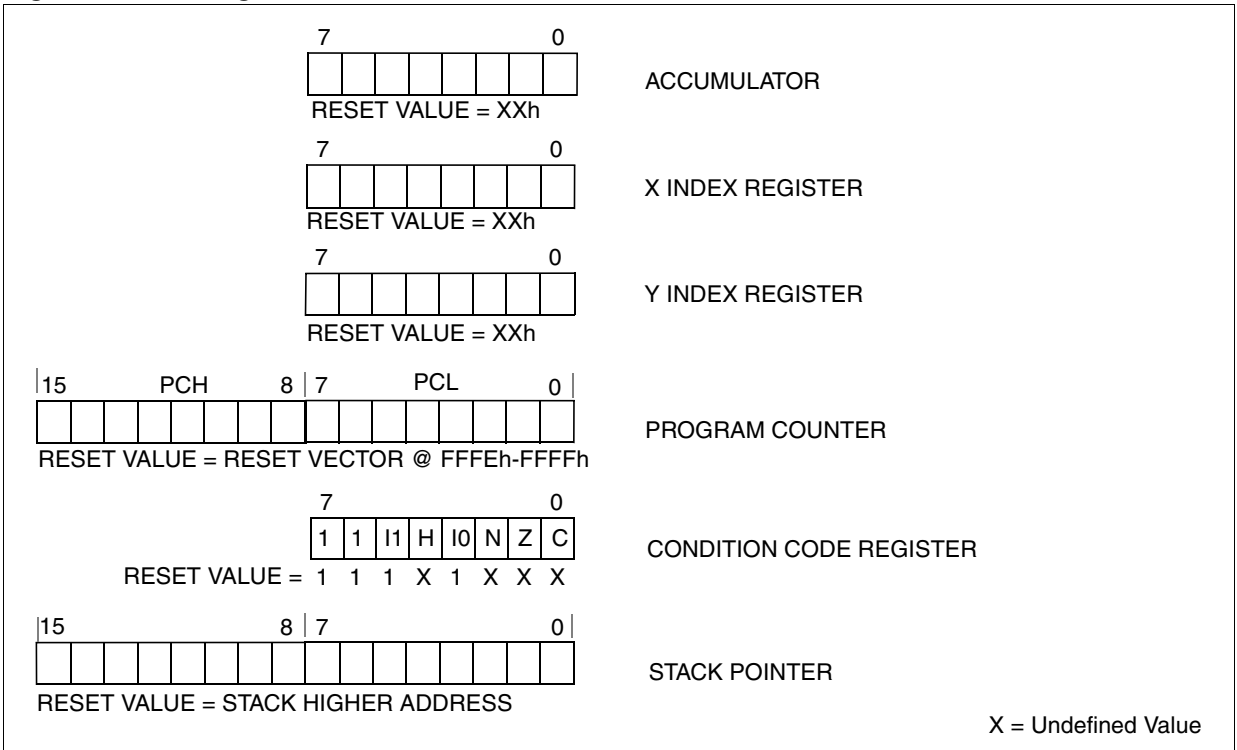 7 0
ACCUMULATOR
RESET VALUE = XXh
7 0
X INDEX REGISTER
RESET VALUE = XXh
7 0
Y INDEX REGISTER
RESET VALUE = XXh
15 PCH 8 7 PCL 0
PROGRAM COUNTER
RESET VALUE = RESET VECTOR @ FFFEh-FFFFh
7 0
1 1 I1 H I0 N Z C
CONDITION CODE REGISTER
RESET VALUE = 1 1 1 X 1 X X X
15 8 7 0
STACK POINTER
RESET VALUE = STACK HIGHER ADDRESS
X = Undefined Value